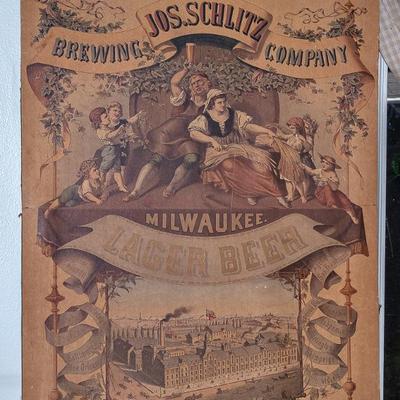 JOS. SCHLITZ
BREWING COMPANY
MILWAUKEE.
LAGER BEER